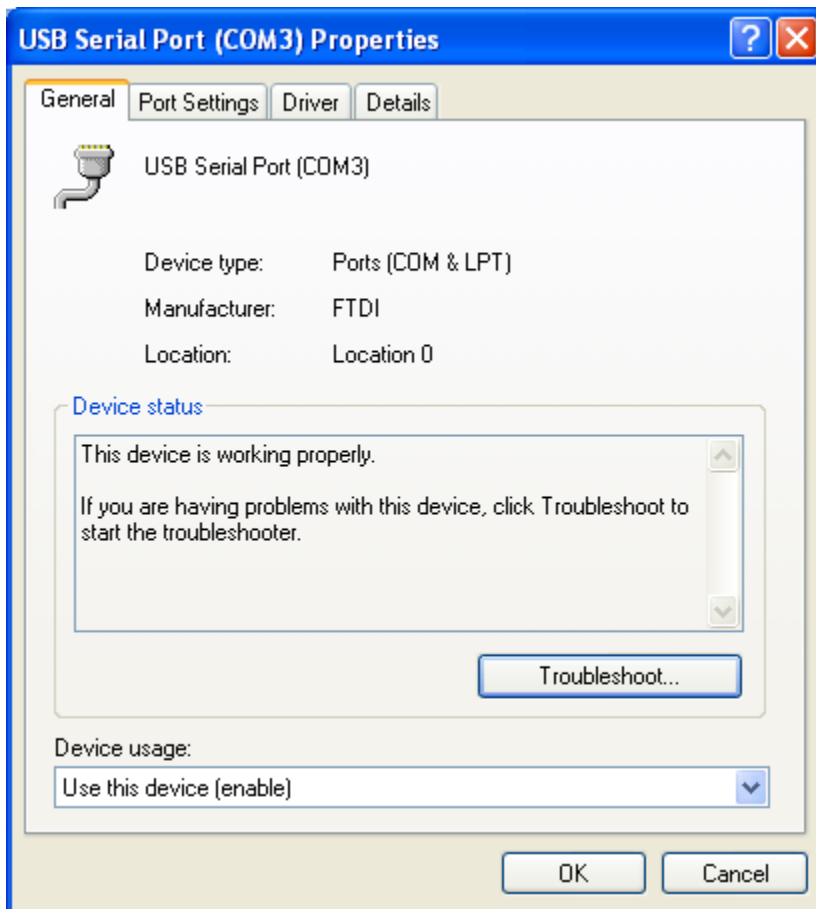 USB Serial Port (COM3) Properties
?
General Port Settings Driver Details
USB Serial Port (COM3)
Device type: Ports (COM & LPT)
Manufacturer: FTDI
Location: Location 0
Device status
This device is working properly.
If you are having problems with this device, click Troubleshoot to
start the troubleshooter.
Troubleshoot...
Device usage:
Use this device (enable)
OK Cancel